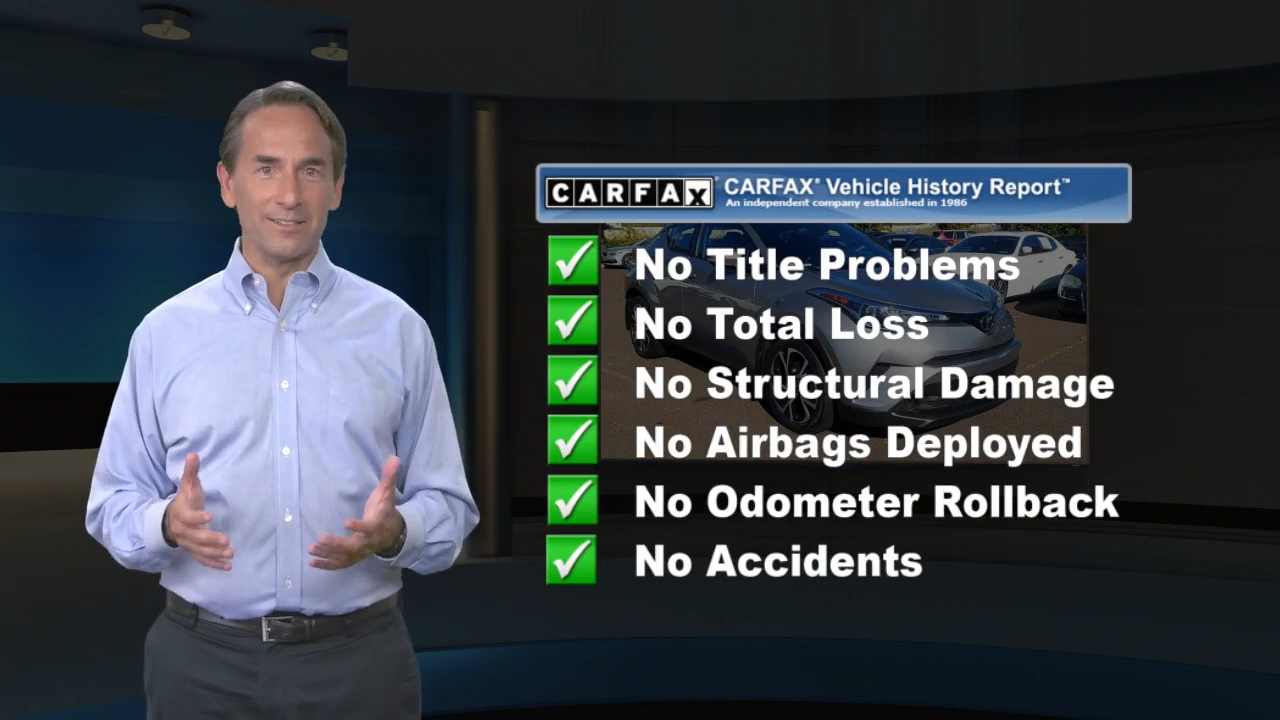 CARFAX® CARFAX® Vehicle History Report™
An independent company established in 1986
No Title Problems
No Total Loss
No Structural Damage
No Airbags Deployed
No Odometer Rollback
No Accidents